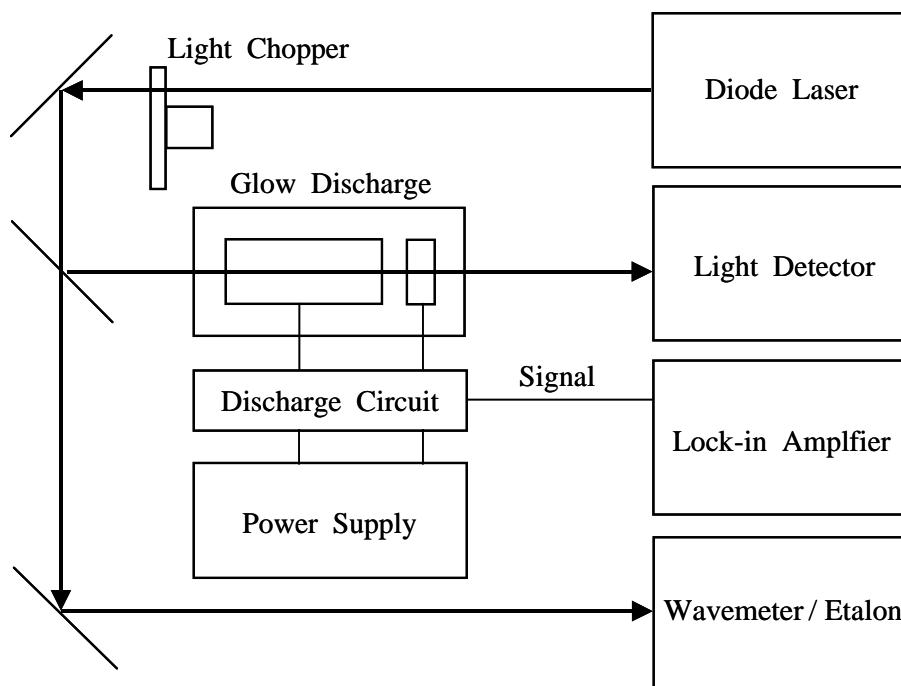 Light Chopper
Diode Laser
Glow Discharge
Light Detector
Signal
Discharge Circuit
Lock-in Amplfier
Power Supply
Wavemeter / Etalon